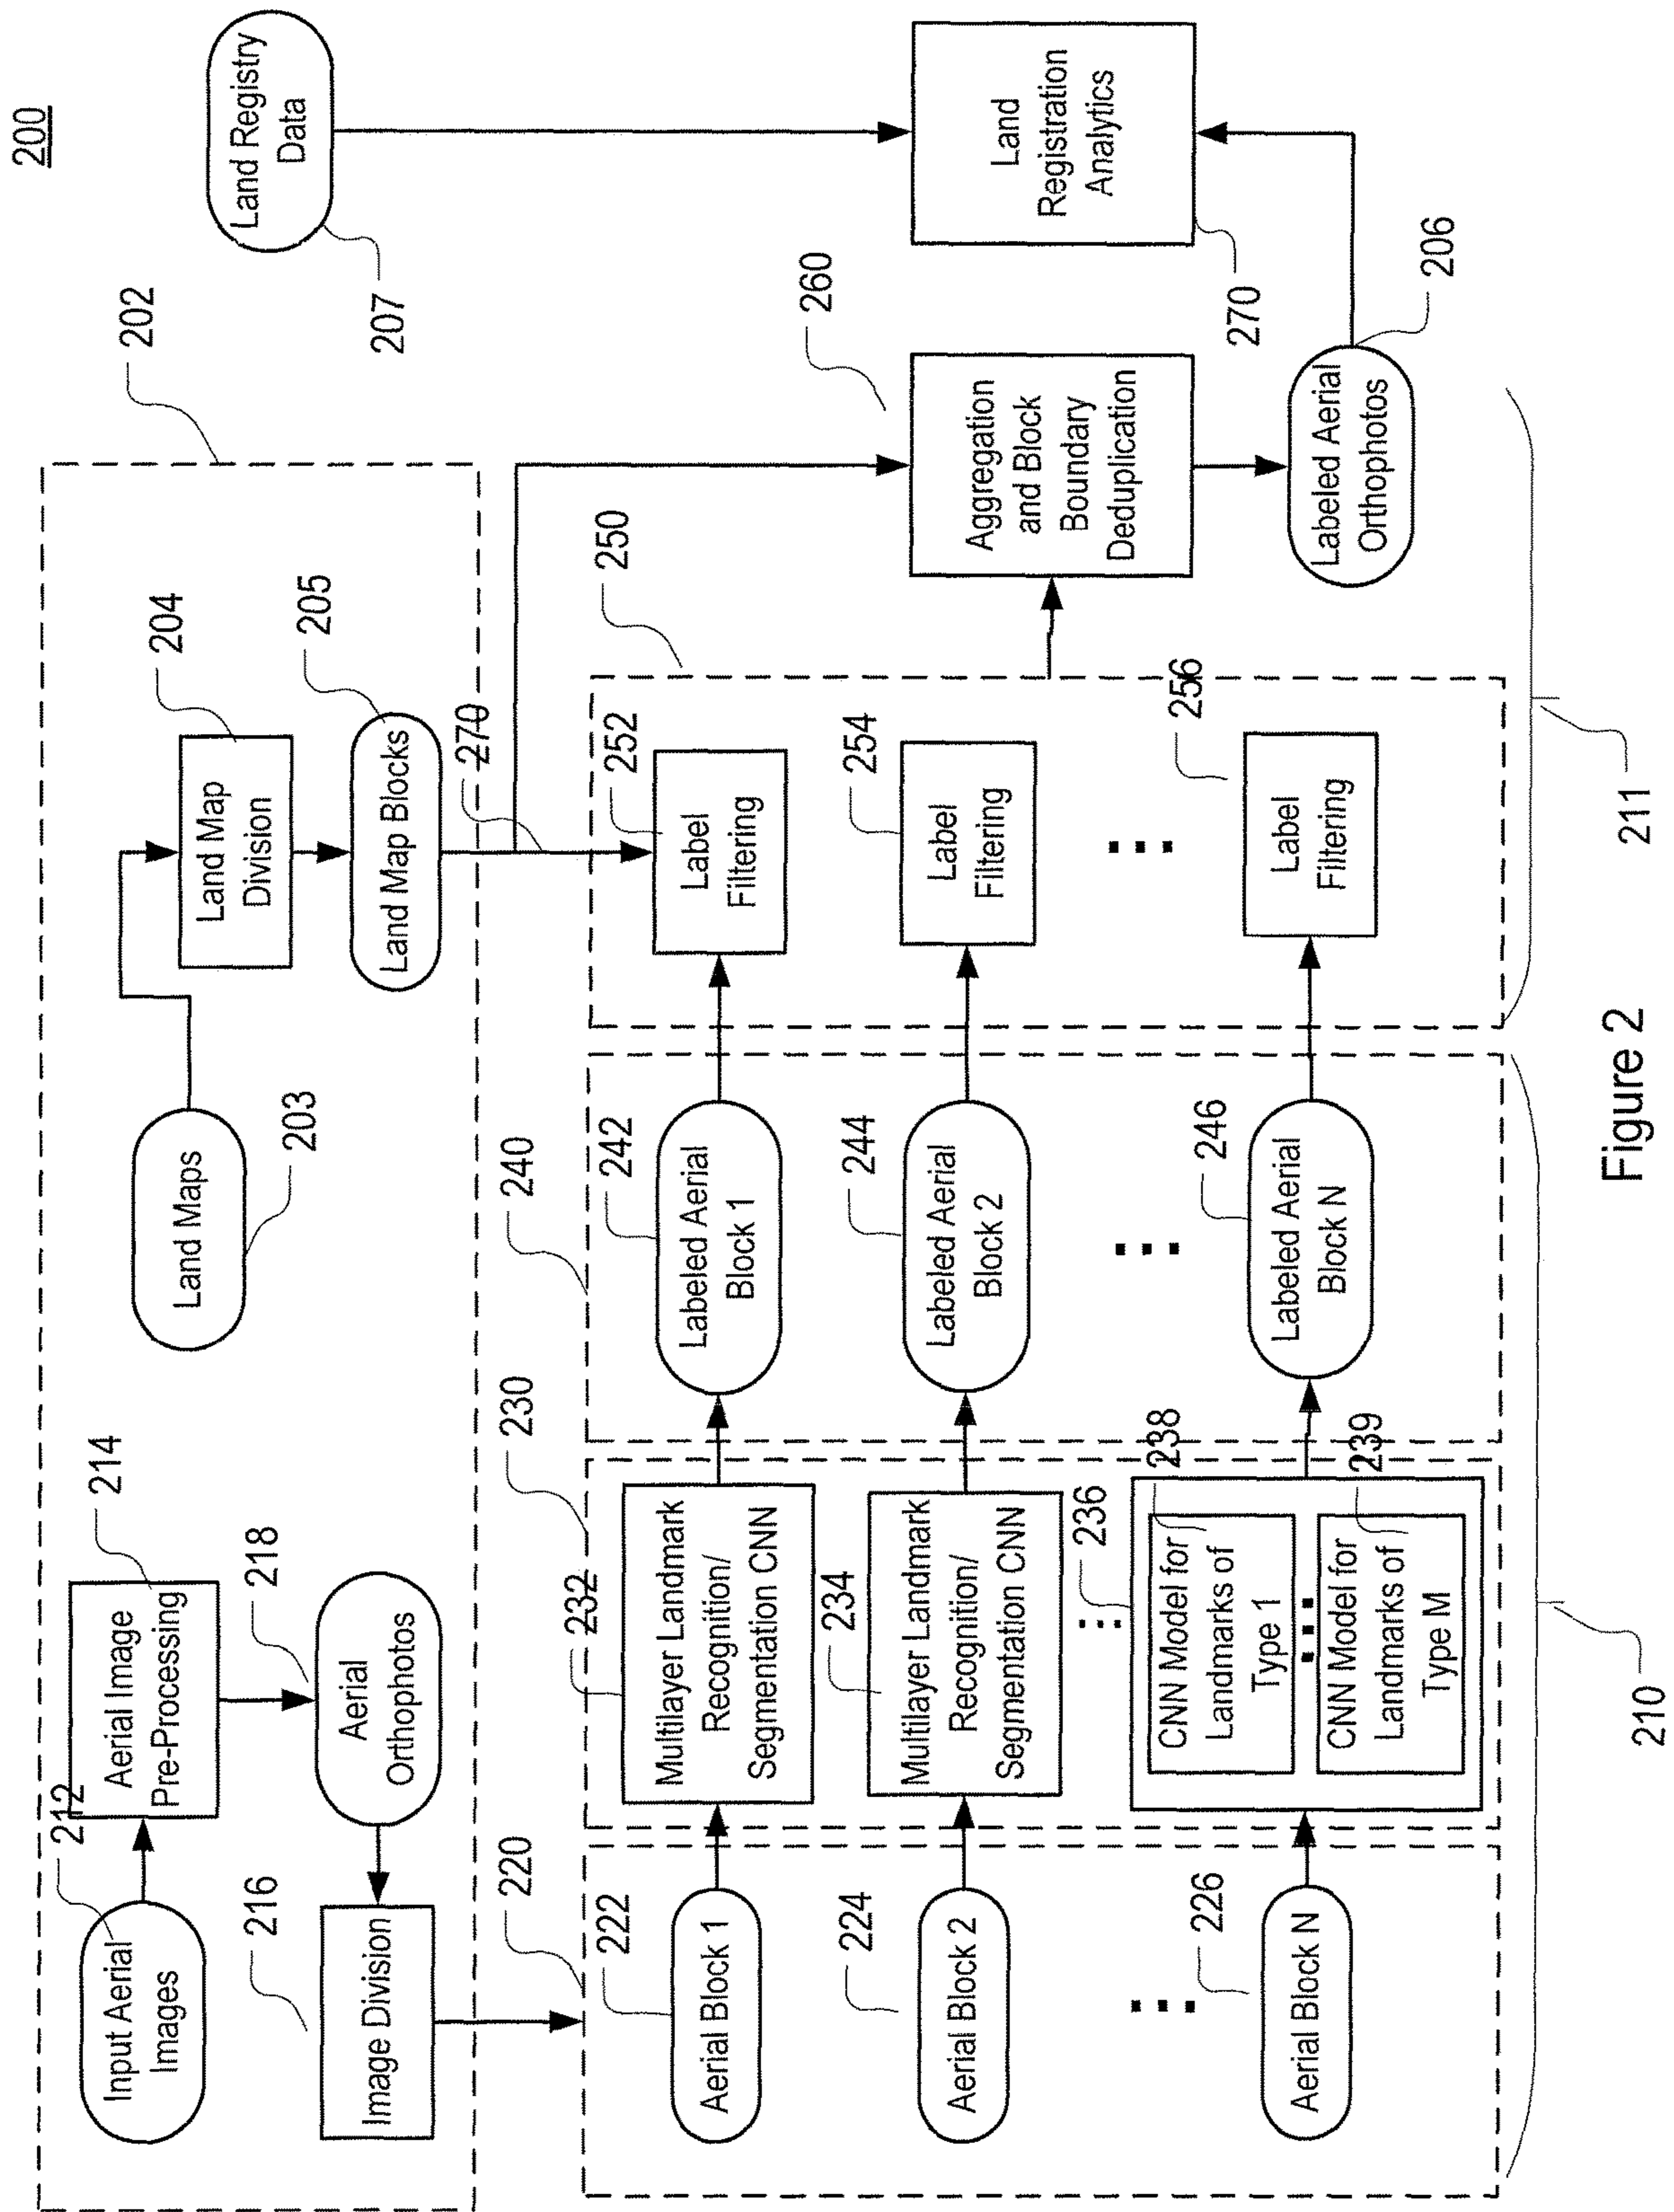 200
202
Input Aerial
Images
212
Aerial Image
Pre-Processing
214
218
Aerial
Orthophotos
216
Image Division
Land Maps
203
Land Map
Division
204
205
Land Map Blocks
270
Land Registry
Data
207
220
222
Aerial Block 1
224
Aerial Block 2
226
Aerial Block N
230
232
Multilayer Landmark
Recognition/
Segmentation CNN
234
Multilayer Landmark
Recognition/
Segmentation CNN
236
238
CNN Model for
Landmarks of
Type 1
239
CNN Model for
Landmarks of
Type M
240
242
Labeled Aerial
Block 1
244
Labeled Aerial
Block 2
246
Labeled Aerial
Block N
250
252
Label
Filtering
254
Label
Filtering
256
Label
Filtering
260
Aggregation
and Block
Boundary
Deduplication
Labeled Aerial
Orthophotos
206
Land
Registration
Analytics
270
210
211
Figure 2